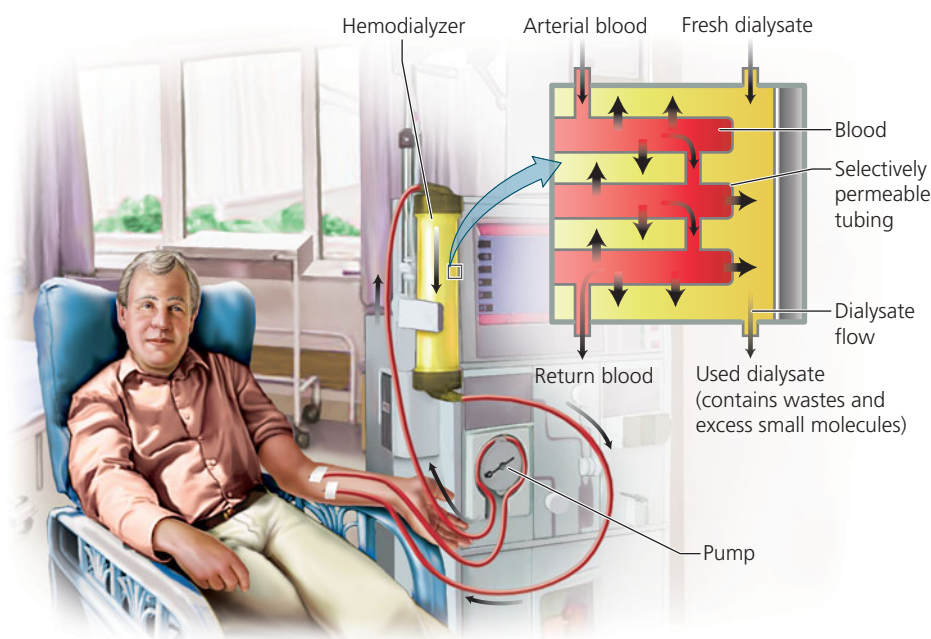 Hemodialyzer
Arterial blood
Fresh dialysate
Blood
Selectively
permeable
tubing
Dialysate
flow
Return blood
Used dialysate
(contains wastes and
excess small molecules)
Pump